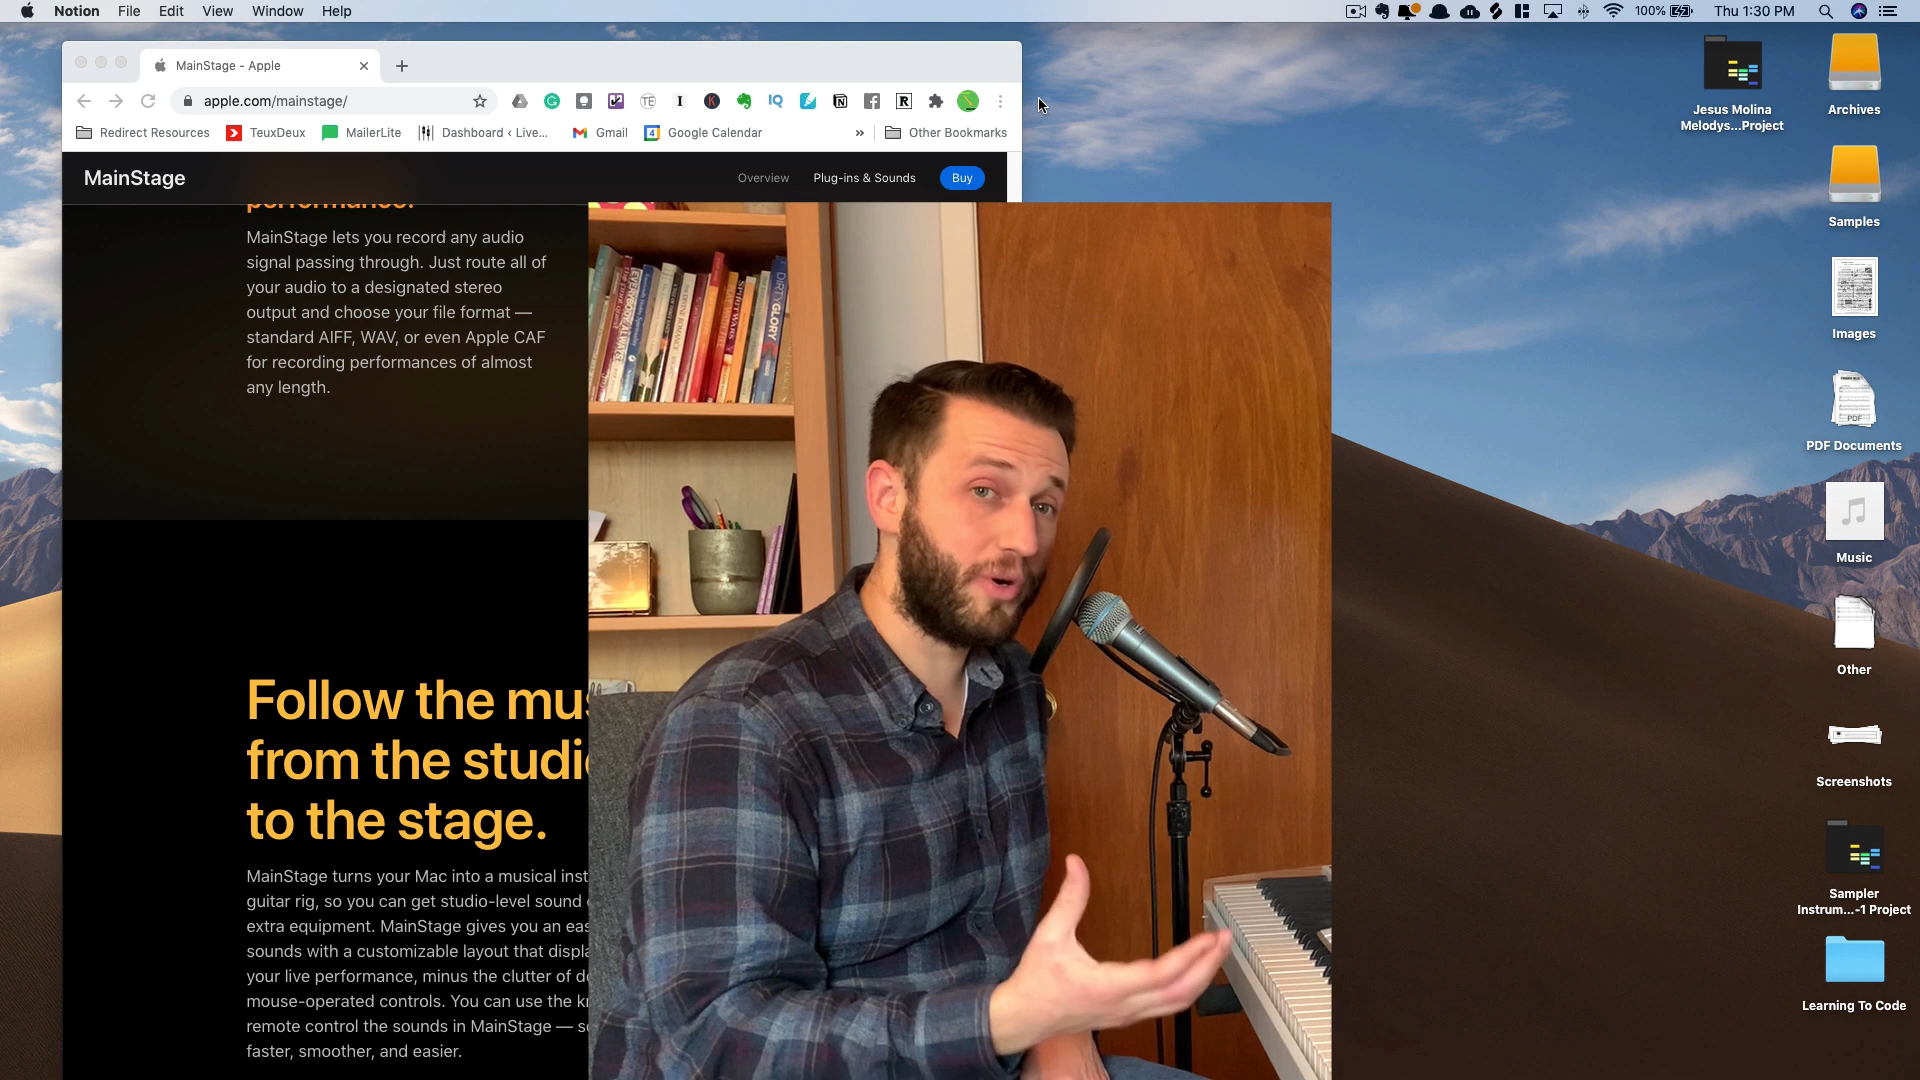 Notion File Edit View Window Help
100% Thu 1:30 PM
MainStage - Apple
apple.com/mainstage/
Redirect Resources TeuxDeux MailerLite Dashboard ‹ Live... Gmail Google Calendar » Other Bookmarks
MainStage
Overview Plug-ins & Sounds Buy
performance.
MainStage lets you record any audio
signal passing through. Just route all of
your audio to a designated stereo
output and choose your file format —
standard AIFF, WAV, or even Apple CAF
for recording performances of almost
any length.
Follow the mu
from the studi
to the stage.
MainStage turns your Mac into a musical inst
guitar rig, so you can get studio-level sound
extra equipment. MainStage gives you an eas
sounds with a customizable layout that displa
your live performance, minus the clutter of d
mouse-operated controls. You can use the k
remote control the sounds in MainStage — s
faster, smoother, and easier.
EVERYBODY ALWAYS
DIRTY GLORY
Jesus Molina
Melodys...Project
Archives
Samples
Images
PDF
PDF Documents
Music
Other
Screenshots
Sampler
Instrum...-1 Project
Learning To Code